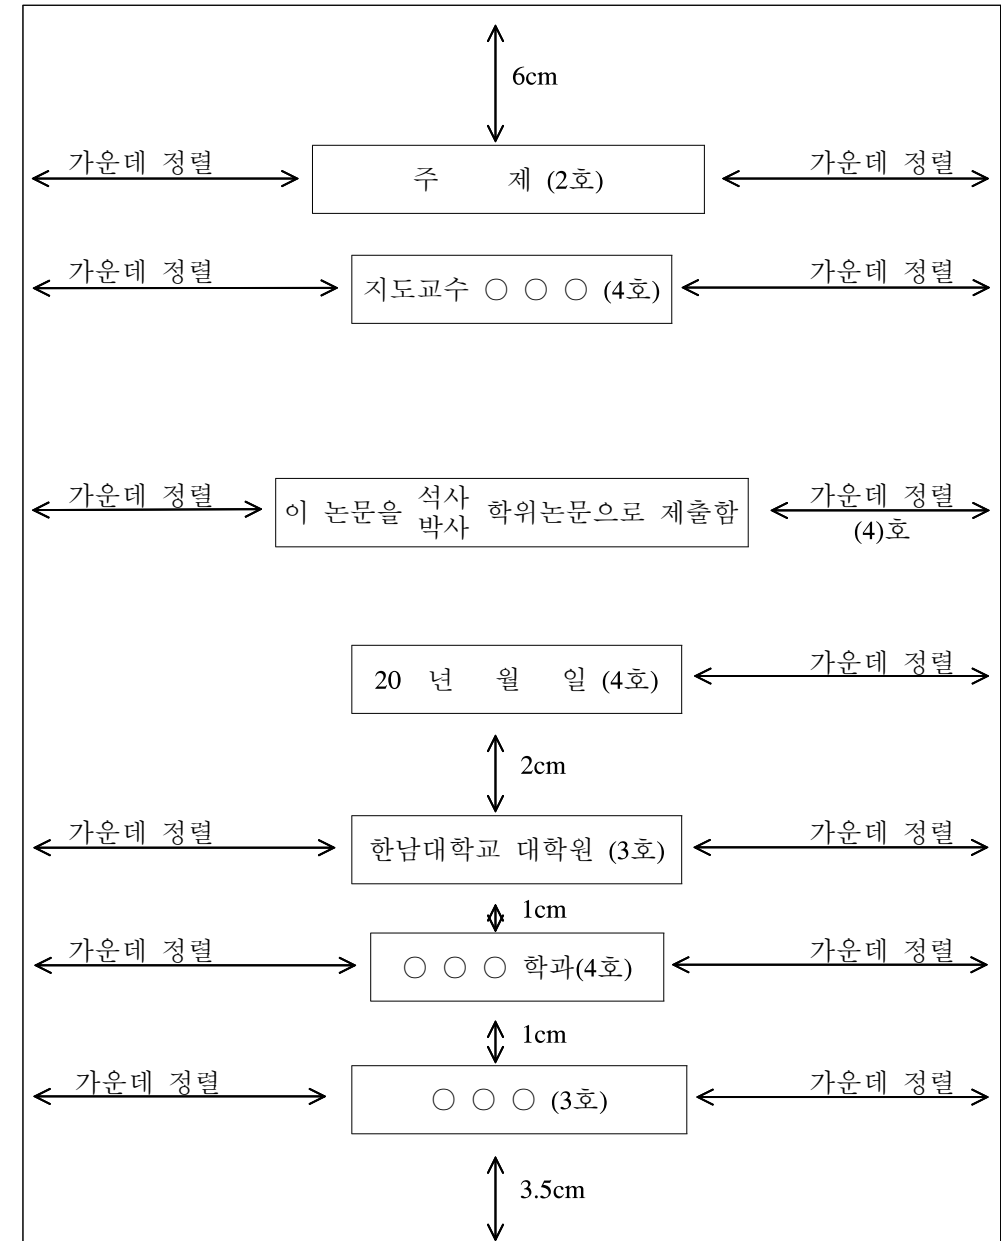 6cm
가운데 정렬 주 제 (2호) 가운데 정렬
가운데 정렬 지도교수 ○ ○ ○ (4호) 가운데 정렬
가운데 정렬 이 논문을 석사 박사 학위논문으로 제출함 가운데 정렬
(4)호
20 년 월 일 (4호) 가운데 정렬
2cm
가운데 정렬 한남대학교 대학원 (3호) 가운데 정렬
1cm
가운데 정렬 ○ ○ ○ 학과(4호) 가운데 정렬
1cm
가운데 정렬 ○ ○ ○ (3호) 가운데 정렬
3.5cm